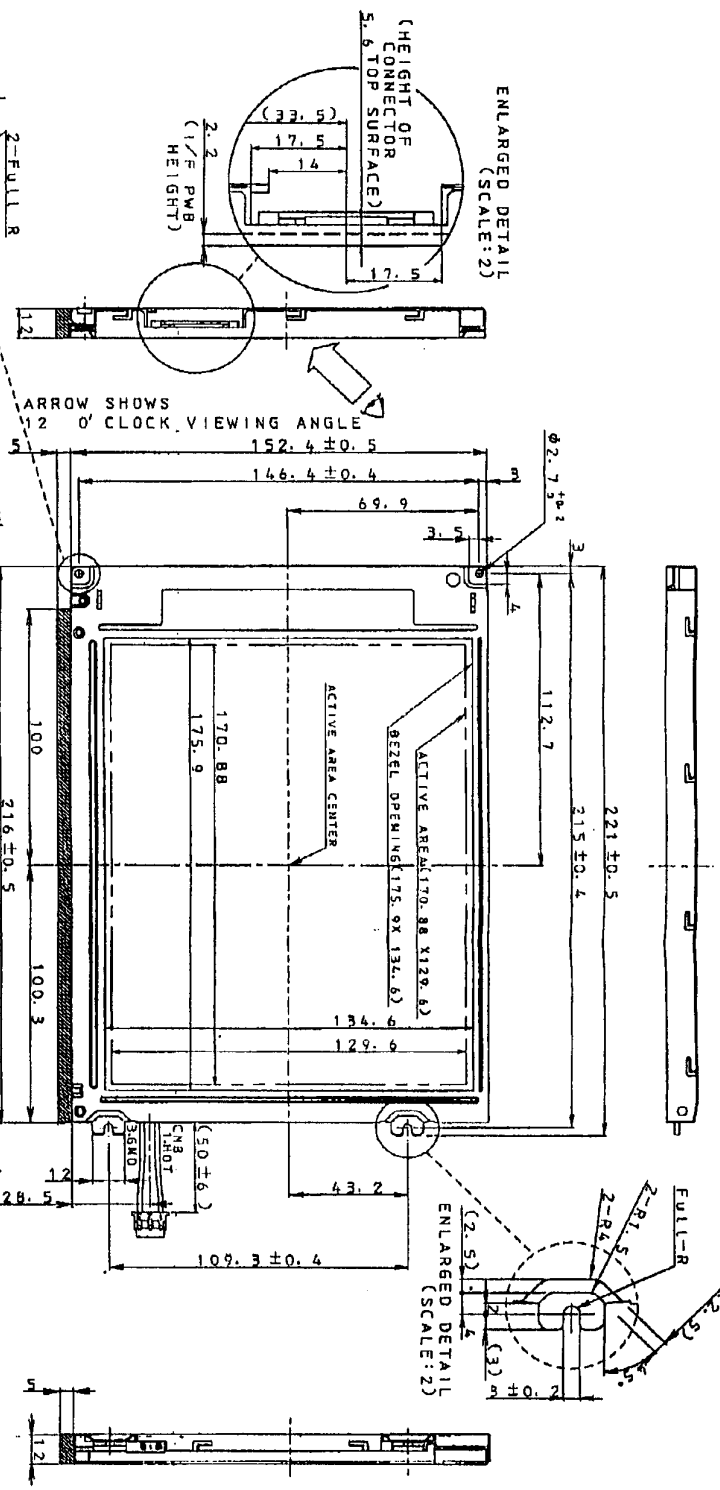 ENLARGED DETAIL
(SCALE:2)
(HEIGHT OF
CONNECTOR
5. 6 TOP SURFACE)
(33. 5)
17. 5
14
2. 2
(I/F PWB
HEIGHT)
17. 5
2-Full R
12
ARROW SHOWS
12 O'CLOCK VIEWING ANGLE
5
152. 4 ±0. 5
146. 4 ±0. 4
3
69. 9
3. 5
φ2. 7
3
4
112. 7
221 ±0. 5
215 ±0. 4
ACTIVE AREA(170. 88 X129. 6)
BEZEL OPENING(175. 9X 134. 6)
ACTIVE AREA CENTER
170. 88
175. 9
100
100. 3
216 ±0. 5
134. 6
129. 6
CNB
1.HOT
3.GND
(50 ±6)
12
28. 5
43. 2
109. 3 ±0. 4
Full-R
2-R1. 5
2-R4
(2. 5)
2
4
(3)
3 ±0. 2
45°
ENLARGED DETAIL
(SCALE:2)
5
12